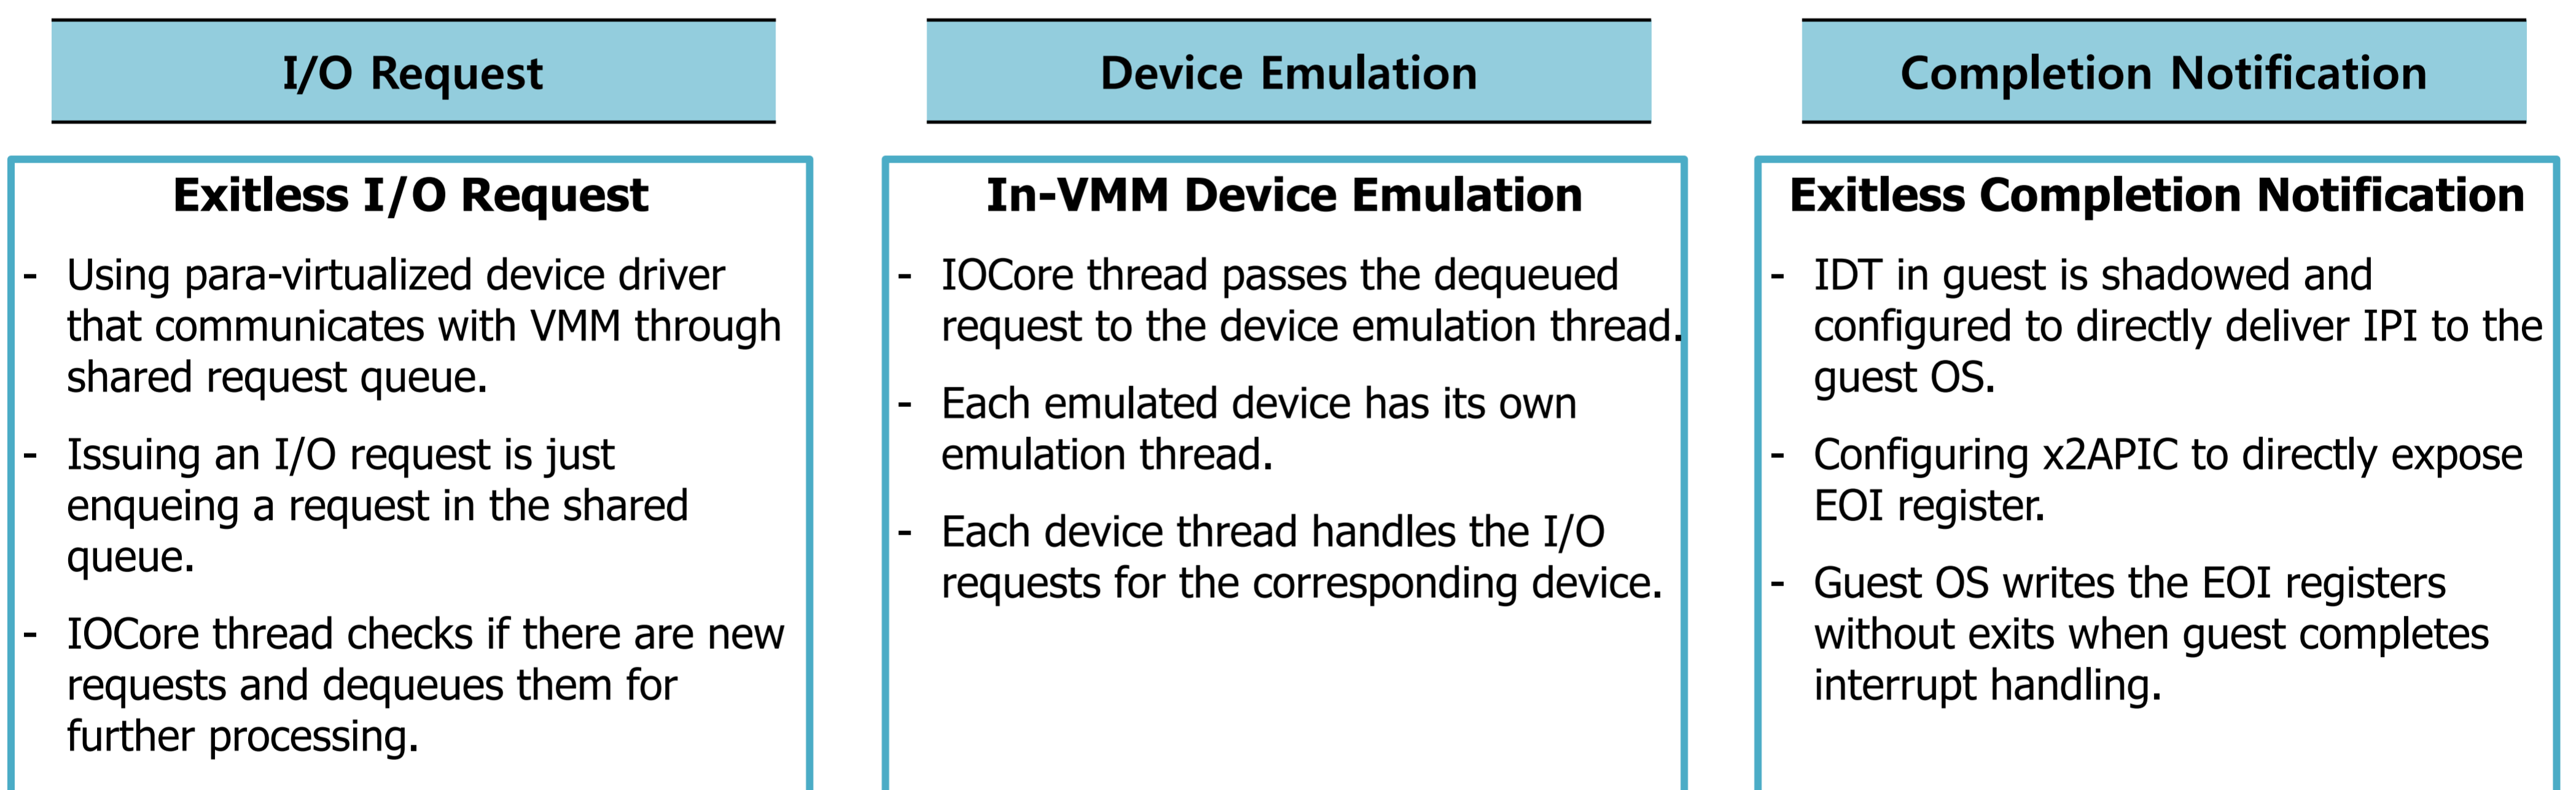 I/O Request
Exitless I/O Request
- Using para-virtualized device driver
that communicates with VMM through
shared request queue.
- Issuing an I/O request is just
enqueing a request in the shared
queue.
- IOCore thread checks if there are new
requests and dequeues them for
further processing.
Device Emulation
In-VMM Device Emulation
- IOCore thread passes the dequeued
request to the device emulation thread.
- Each emulated device has its own
emulation thread.
- Each device thread handles the I/O
requests for the corresponding device.
Completion Notification
Exitless Completion Notification
- IDT in guest is shadowed and
configured to directly deliver IPI to the
guest OS.
- Configuring x2APIC to directly expose
EOI register.
- Guest OS writes the EOI registers
without exits when guest completes
interrupt handling.